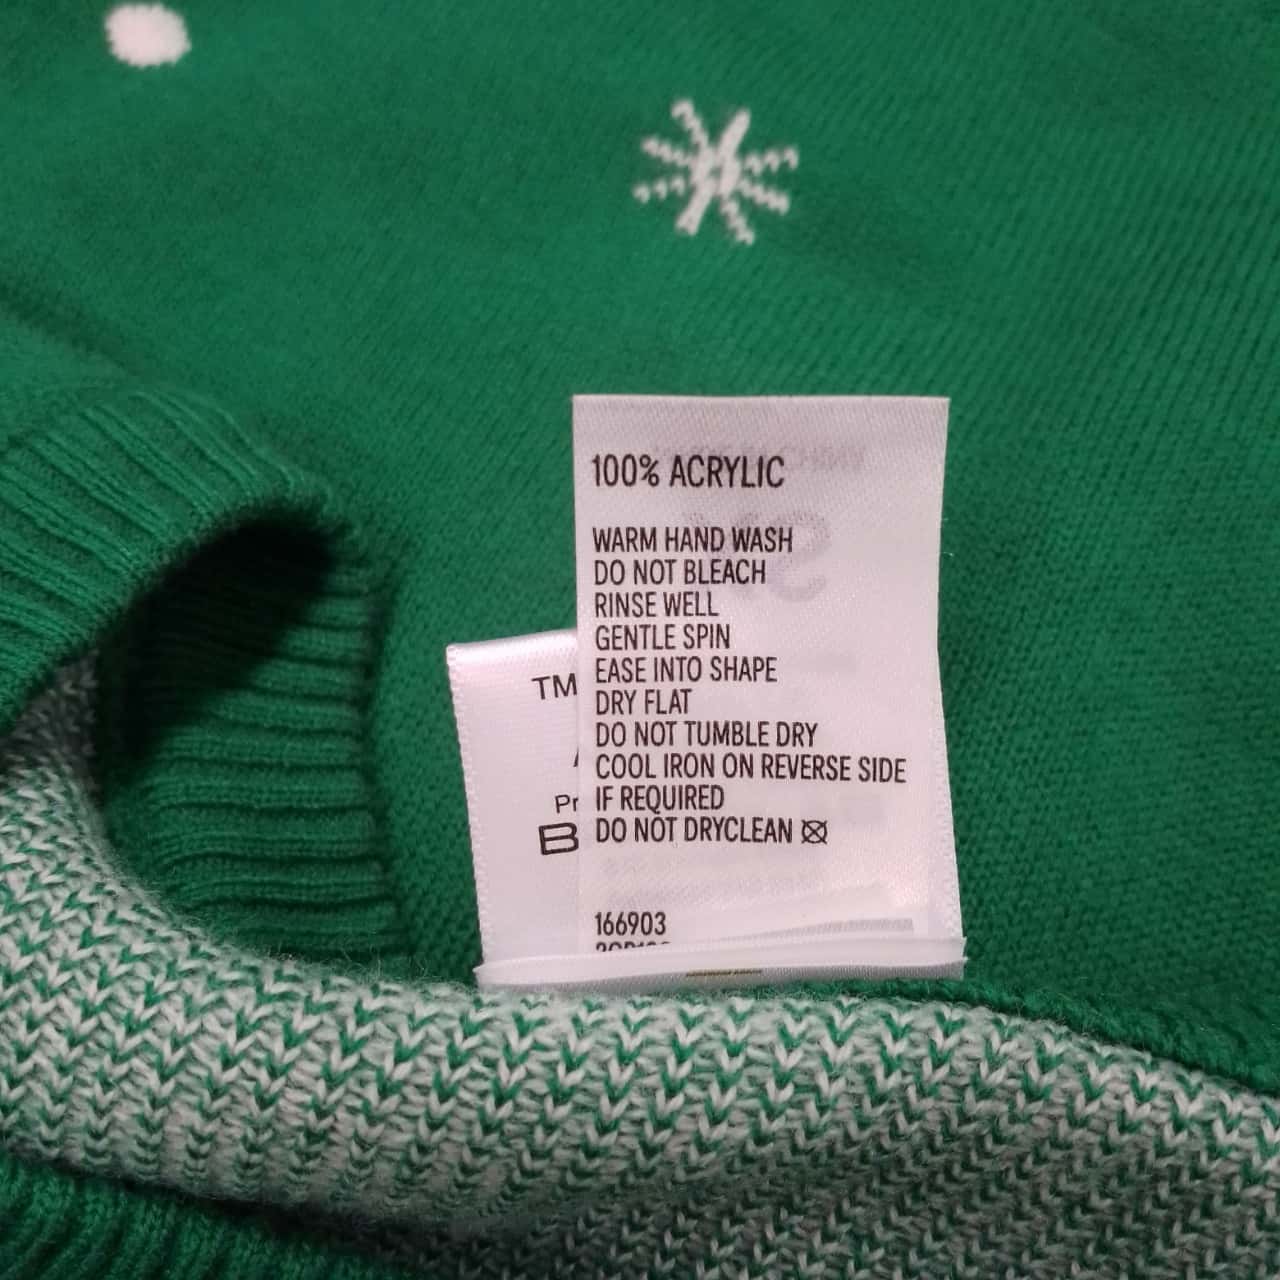 100% ACRYLIC
WARM HAND WASH
DO NOT BLEACH
RINSE WELL
GENTLE SPIN
EASE INTO SHAPE
DRY FLAT
DO NOT TUMBLE DRY
COOL IRON ON REVERSE SIDE
IF REQUIRED
DO NOT DRYCLEAN
166903
TM
Pr
B